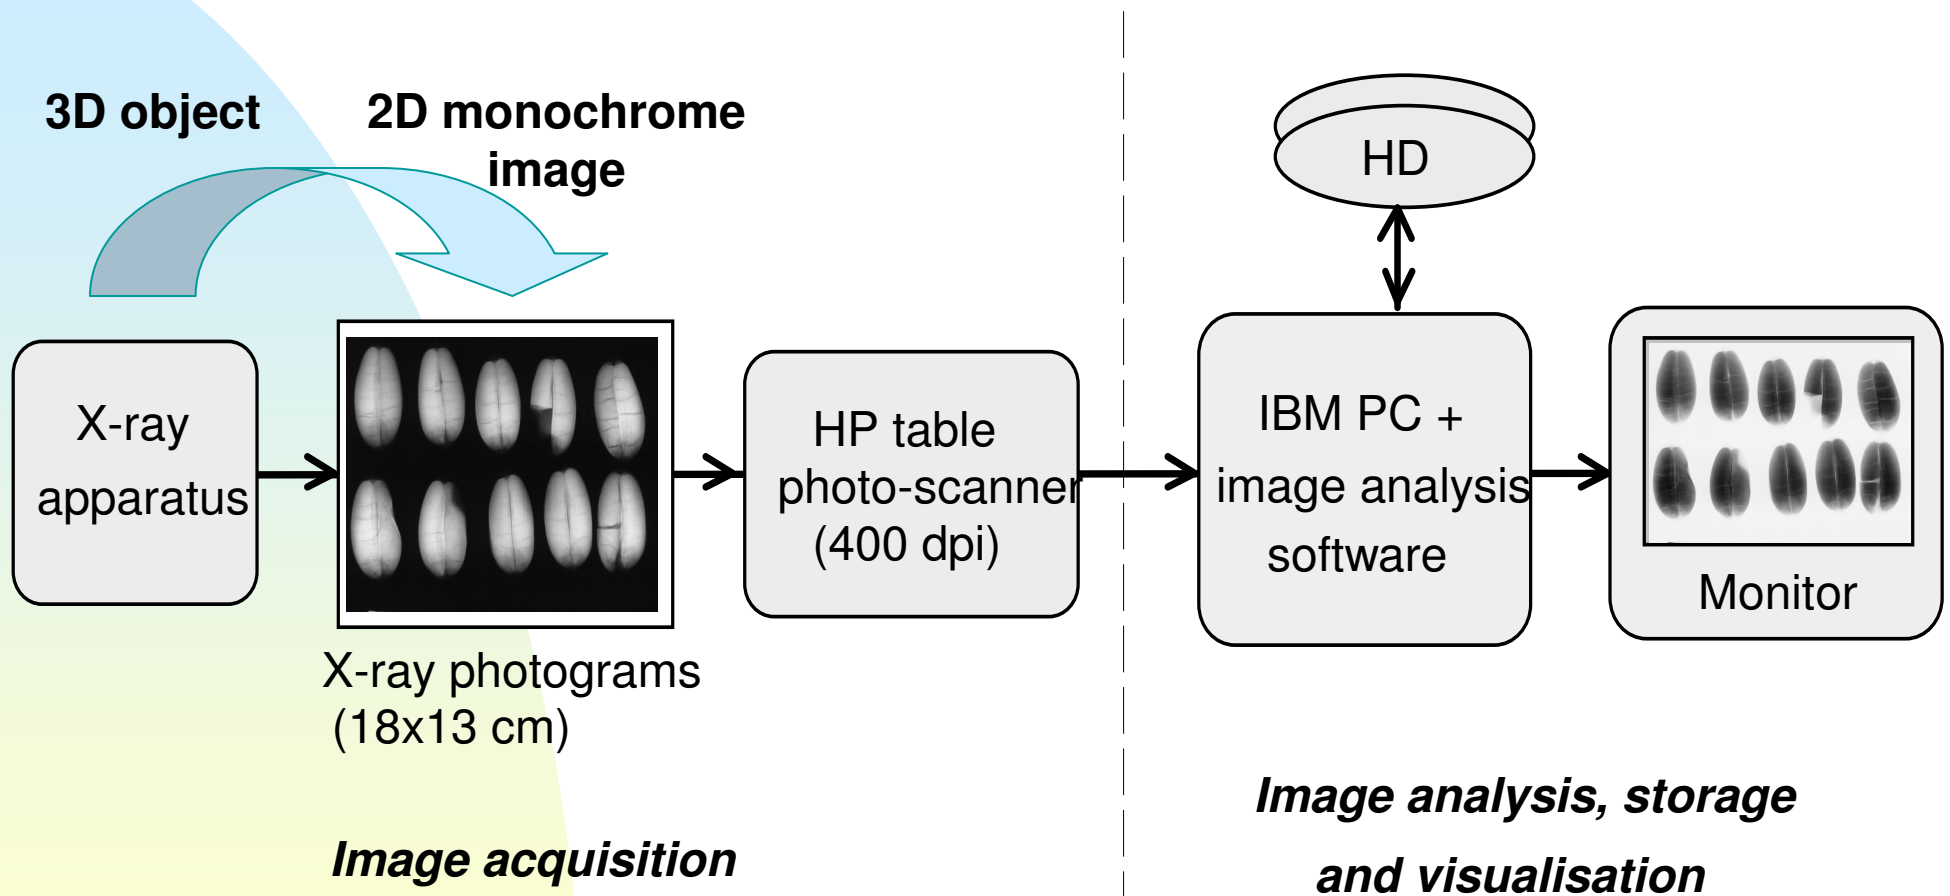 3D object
2D monochrome
image
X-ray
apparatus
X-ray photograms
(18x13 cm)
HP table
photo-scanner
(400 dpi)
Image acquisition
HD
IBM PC +
image analysis
software
Monitor
Image analysis, storage
and visualisation